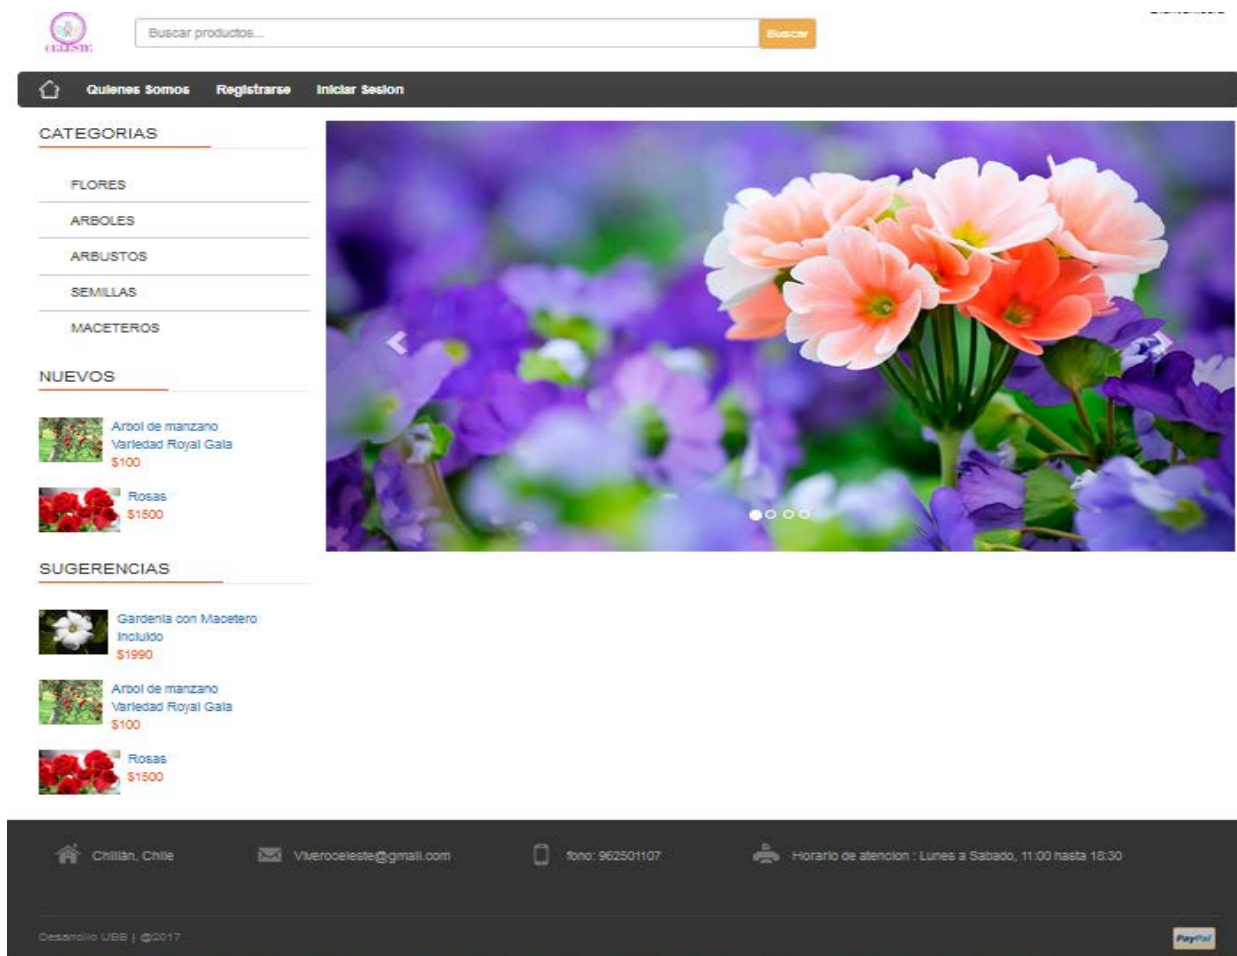 CELESTE
Buscar productos...
Buscar
Quienes Somos Registrarse Iniciar Sesion
CATEGORIAS
FLORES
ARBOLES
ARBUSTOS
SEMILLAS
MACETEROS
NUEVOS
Arbol de manzano
Variedad Royal Gala
$100
Rosas
$1500
SUGERENCIAS
Gardenia con Macetero
Incluido
$1990
Arbol de manzano
Variedad Royal Gala
$100
Rosas
$1500
Chillán, Chile
Viveroceleste@gmail.com
fono: 962501107
Horario de atencion : Lunes a Sabado, 11:00 hasta 18:30
Desarrollo UBB | @2017
PayPal